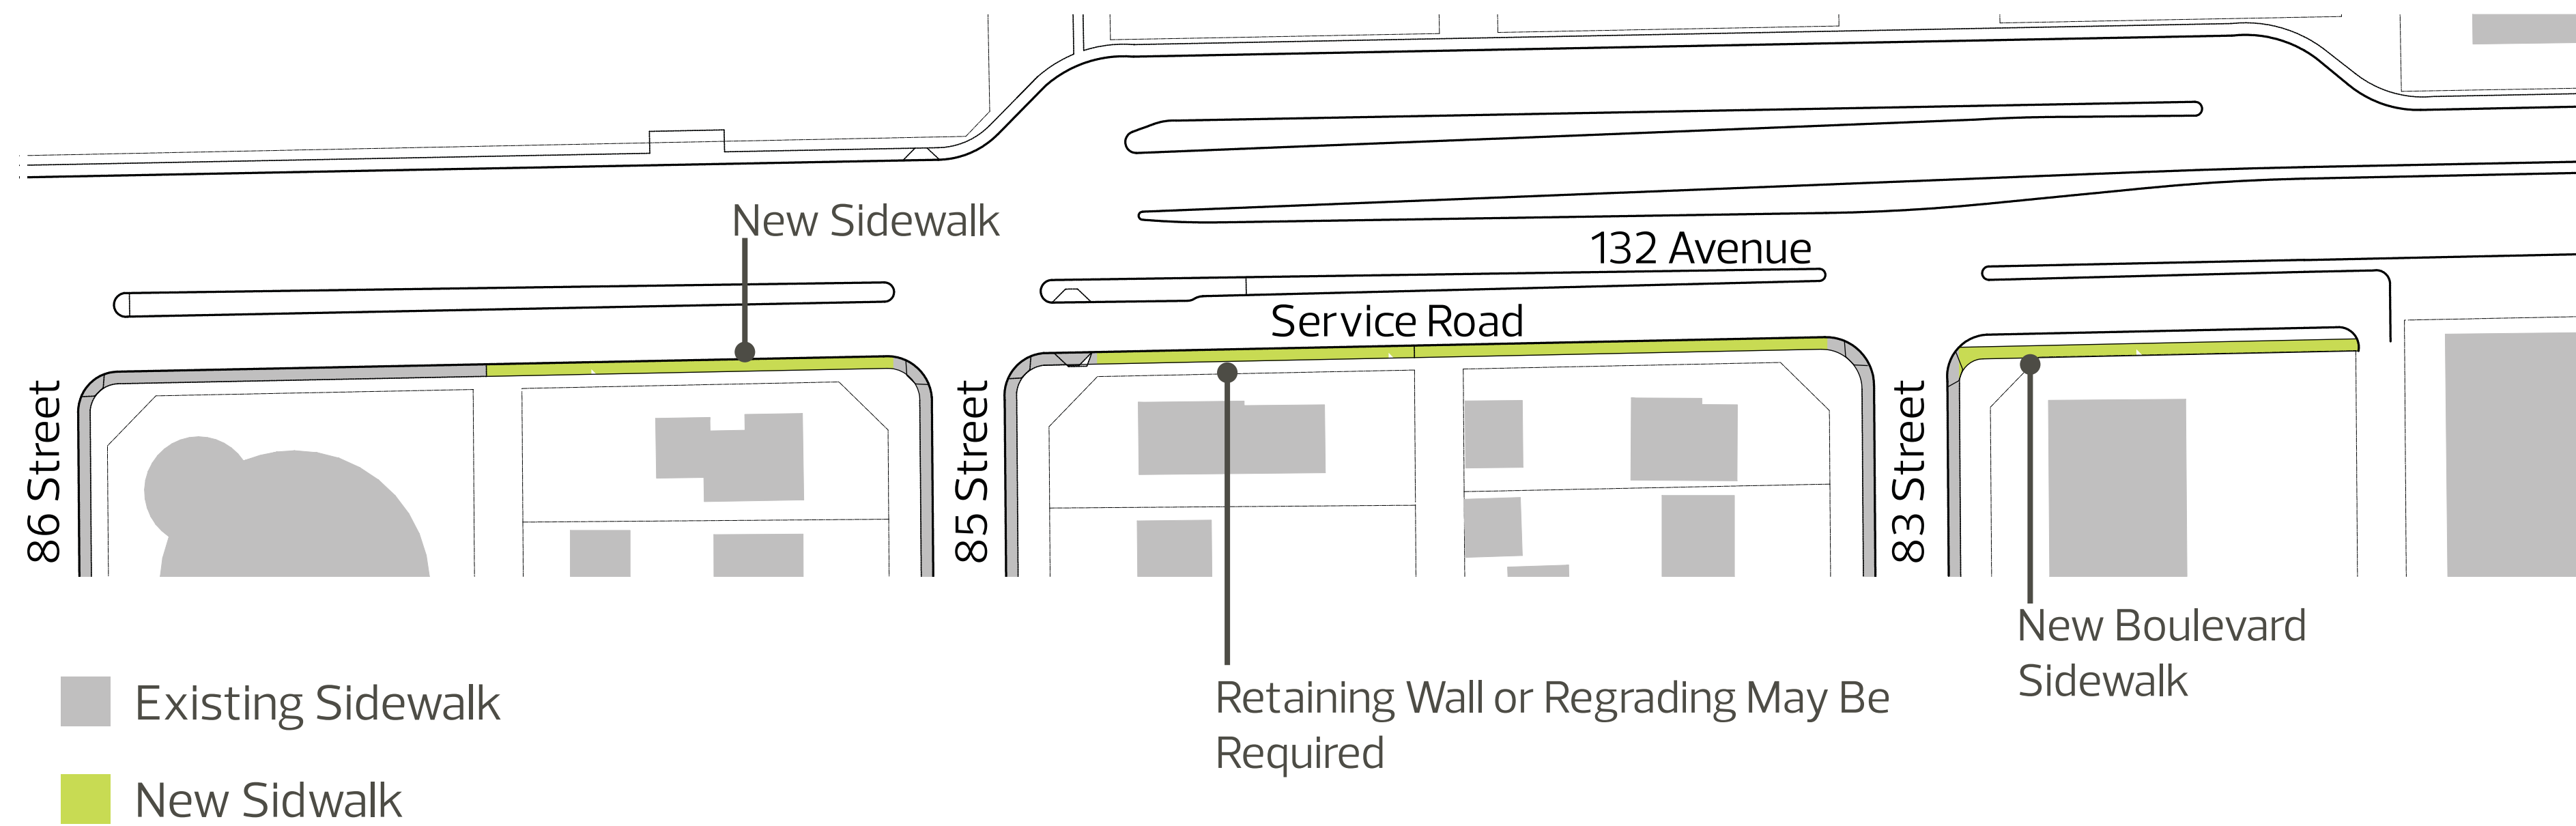 New Sidewalk
132 Avenue
Service Road
86 Street
85 Street
83 Street
New Boulevard
Sidewalk
Retaining Wall or Regrading May Be
Required
Existing Sidewalk
New Sidwalk